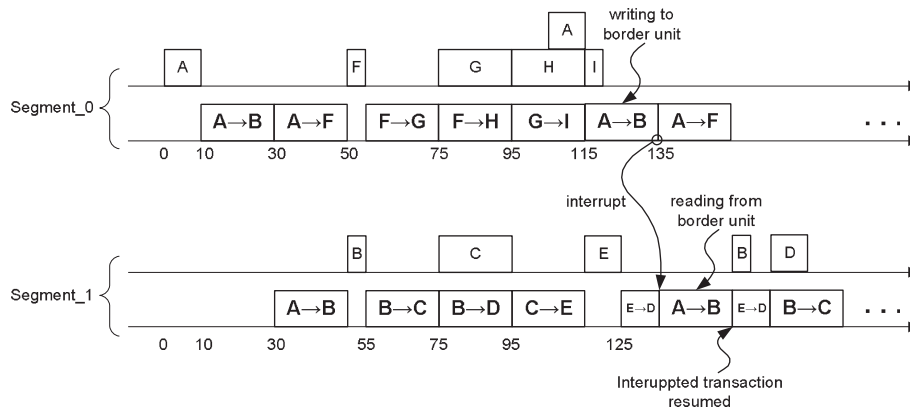 writing to
border unit
A
A F G H I
Segment_0
A→B A→F F→G F→H G→I A→B A→F . . .
0 10 30 50 75 95 115 135
interrupt
reading from
border unit
B C E B D
Segment_1
A→B B→C B→D C→E E→D A→B E→D B→C . . .
0 10 30 55 75 95 125
Interuppted transaction
resumed